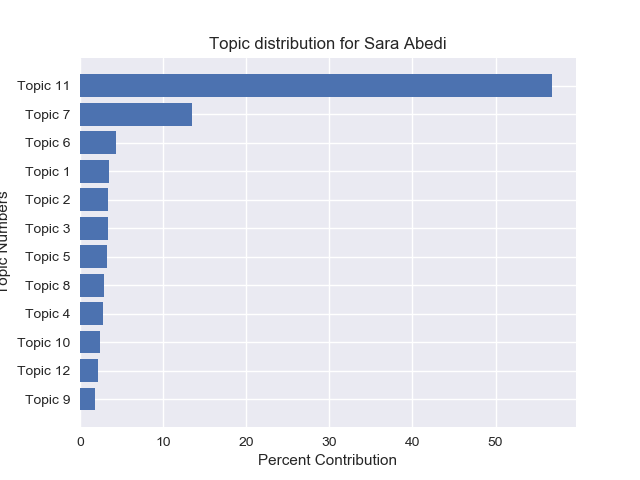 Topic distribution for Sara Abedi
Topic 11
Topic 7
Topic 6
Topic 1
Topic 2
Topic 3
Topic 5
Topic 8
Topic 4
Topic 10
Topic 12
Topic 9
Topic Numbers
0 10 20 30 40 50
Percent Contribution